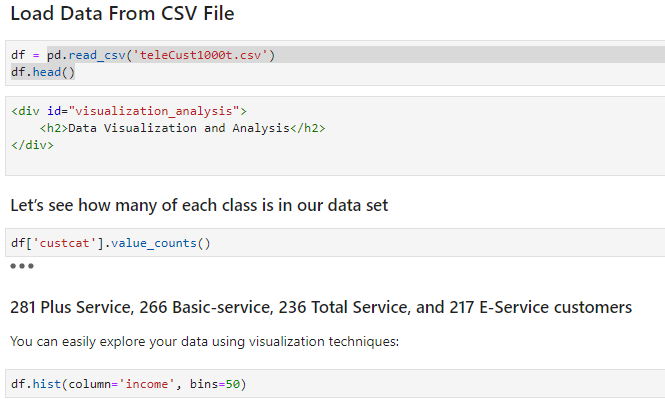 Load Data From CSV File
df = pd.read_csv('teleCust1000t.csv')
df.head()
<div id="visualization_analysis">
    <h2>Data Visualization and Analysis</h2>
</div>
Let’s see how many of each class is in our data set
df['custcat'].value_counts()
281 Plus Service, 266 Basic-service, 236 Total Service, and 217 E-Service customers
You can easily explore your data using visualization techniques:
df.hist(column='income', bins=50)